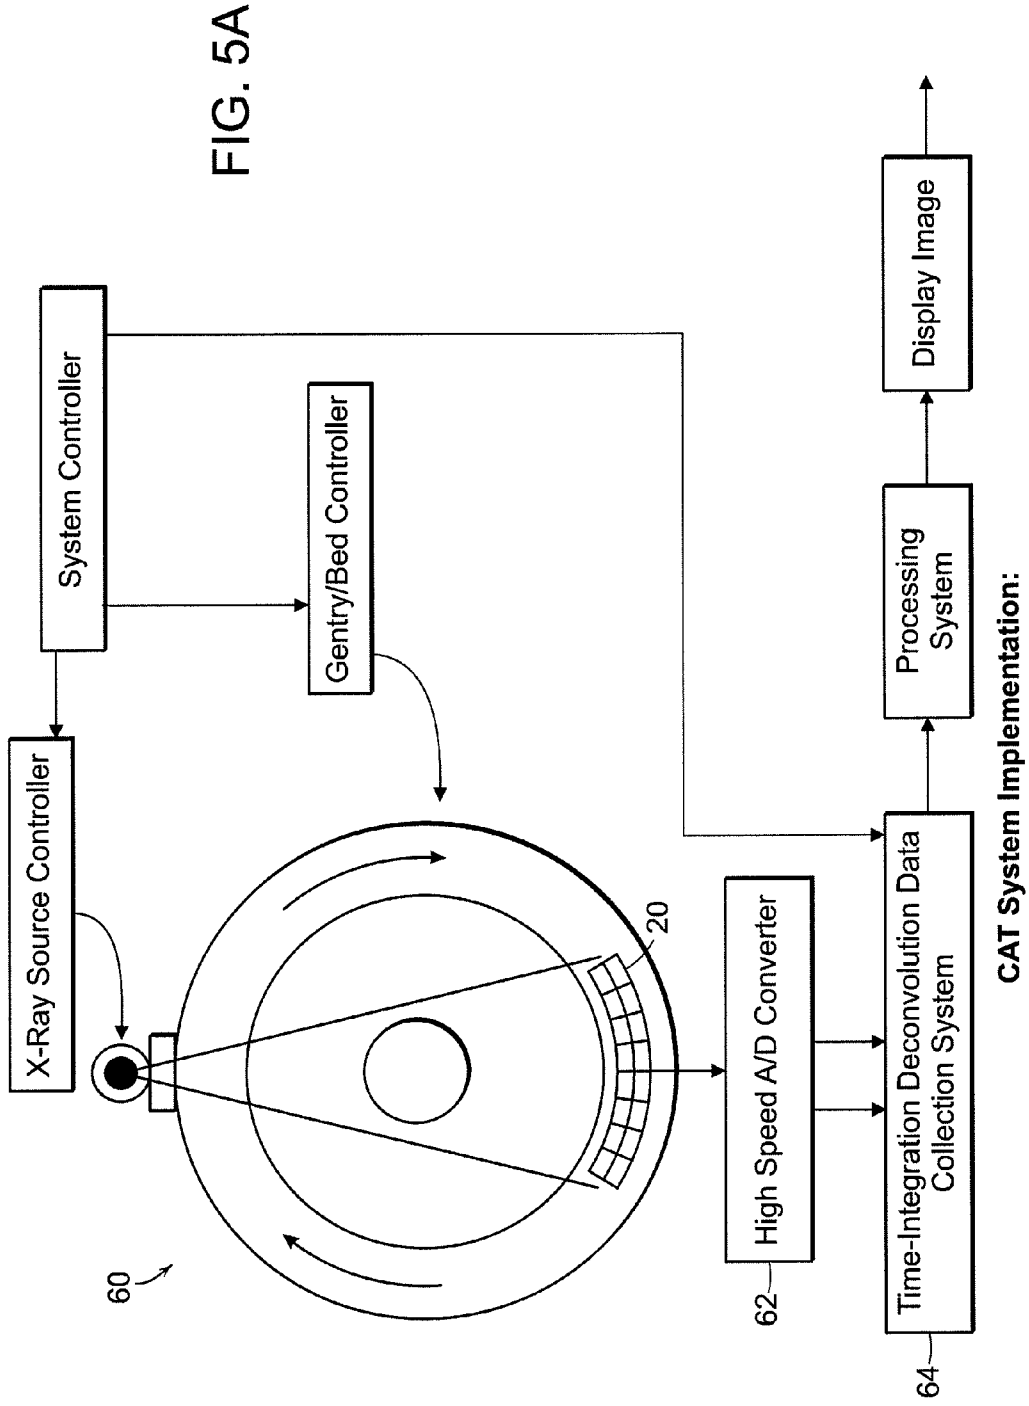 FIG. 5A
System Controller
X-Ray Source Controller
Gentry/Bed Controller
60
20
62
High Speed A/D Converter
64
Time-Integration Deconvolution Data
Collection System
Processing
System
Display Image
CAT System Implementation: